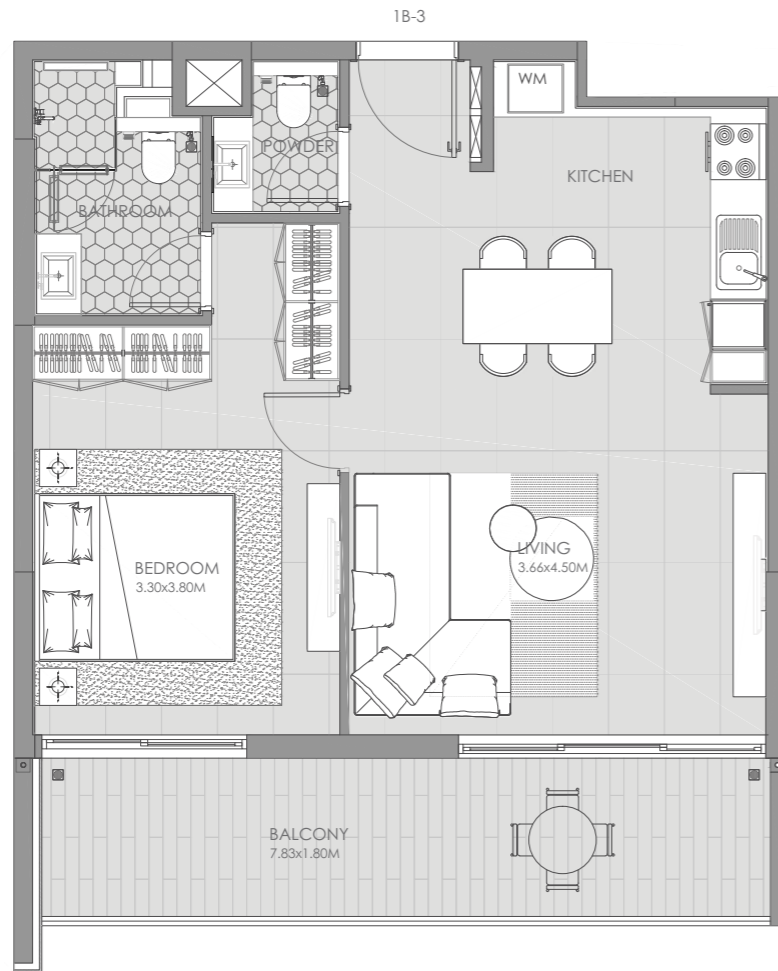 1B-3
WM
POWDER
KITCHEN
BATHROOM
BEDROOM
3.30x3.80M
LIVING
3.66x4.50M
BALCONY
7.83x1.80M